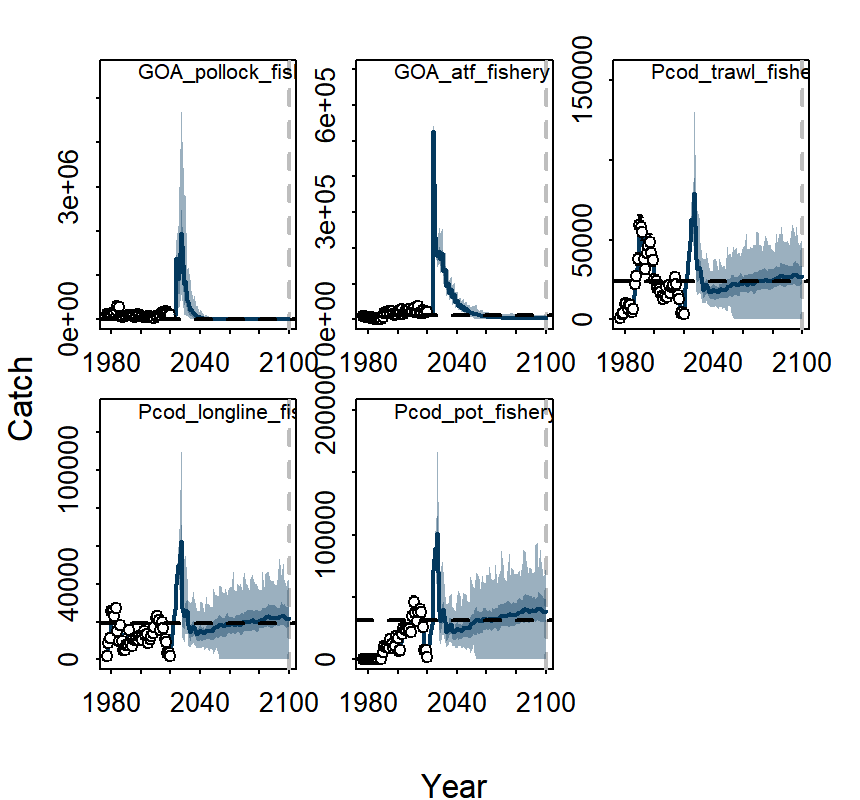 GOA_pollock_fis
GOA_atf_fishery
Pcod_trawl_fishe
0e+00
3e+06
0e+00
3e+05
6e+05
0
50000
150000
1980
2040
2100
1980
2040
2100
1980
2040
2100
Pcod_longline_fis
Pcod_pot_fishery
0
40000
100000
0
100000
200000
1980
2040
2100
1980
2040
2100
Catch
Year